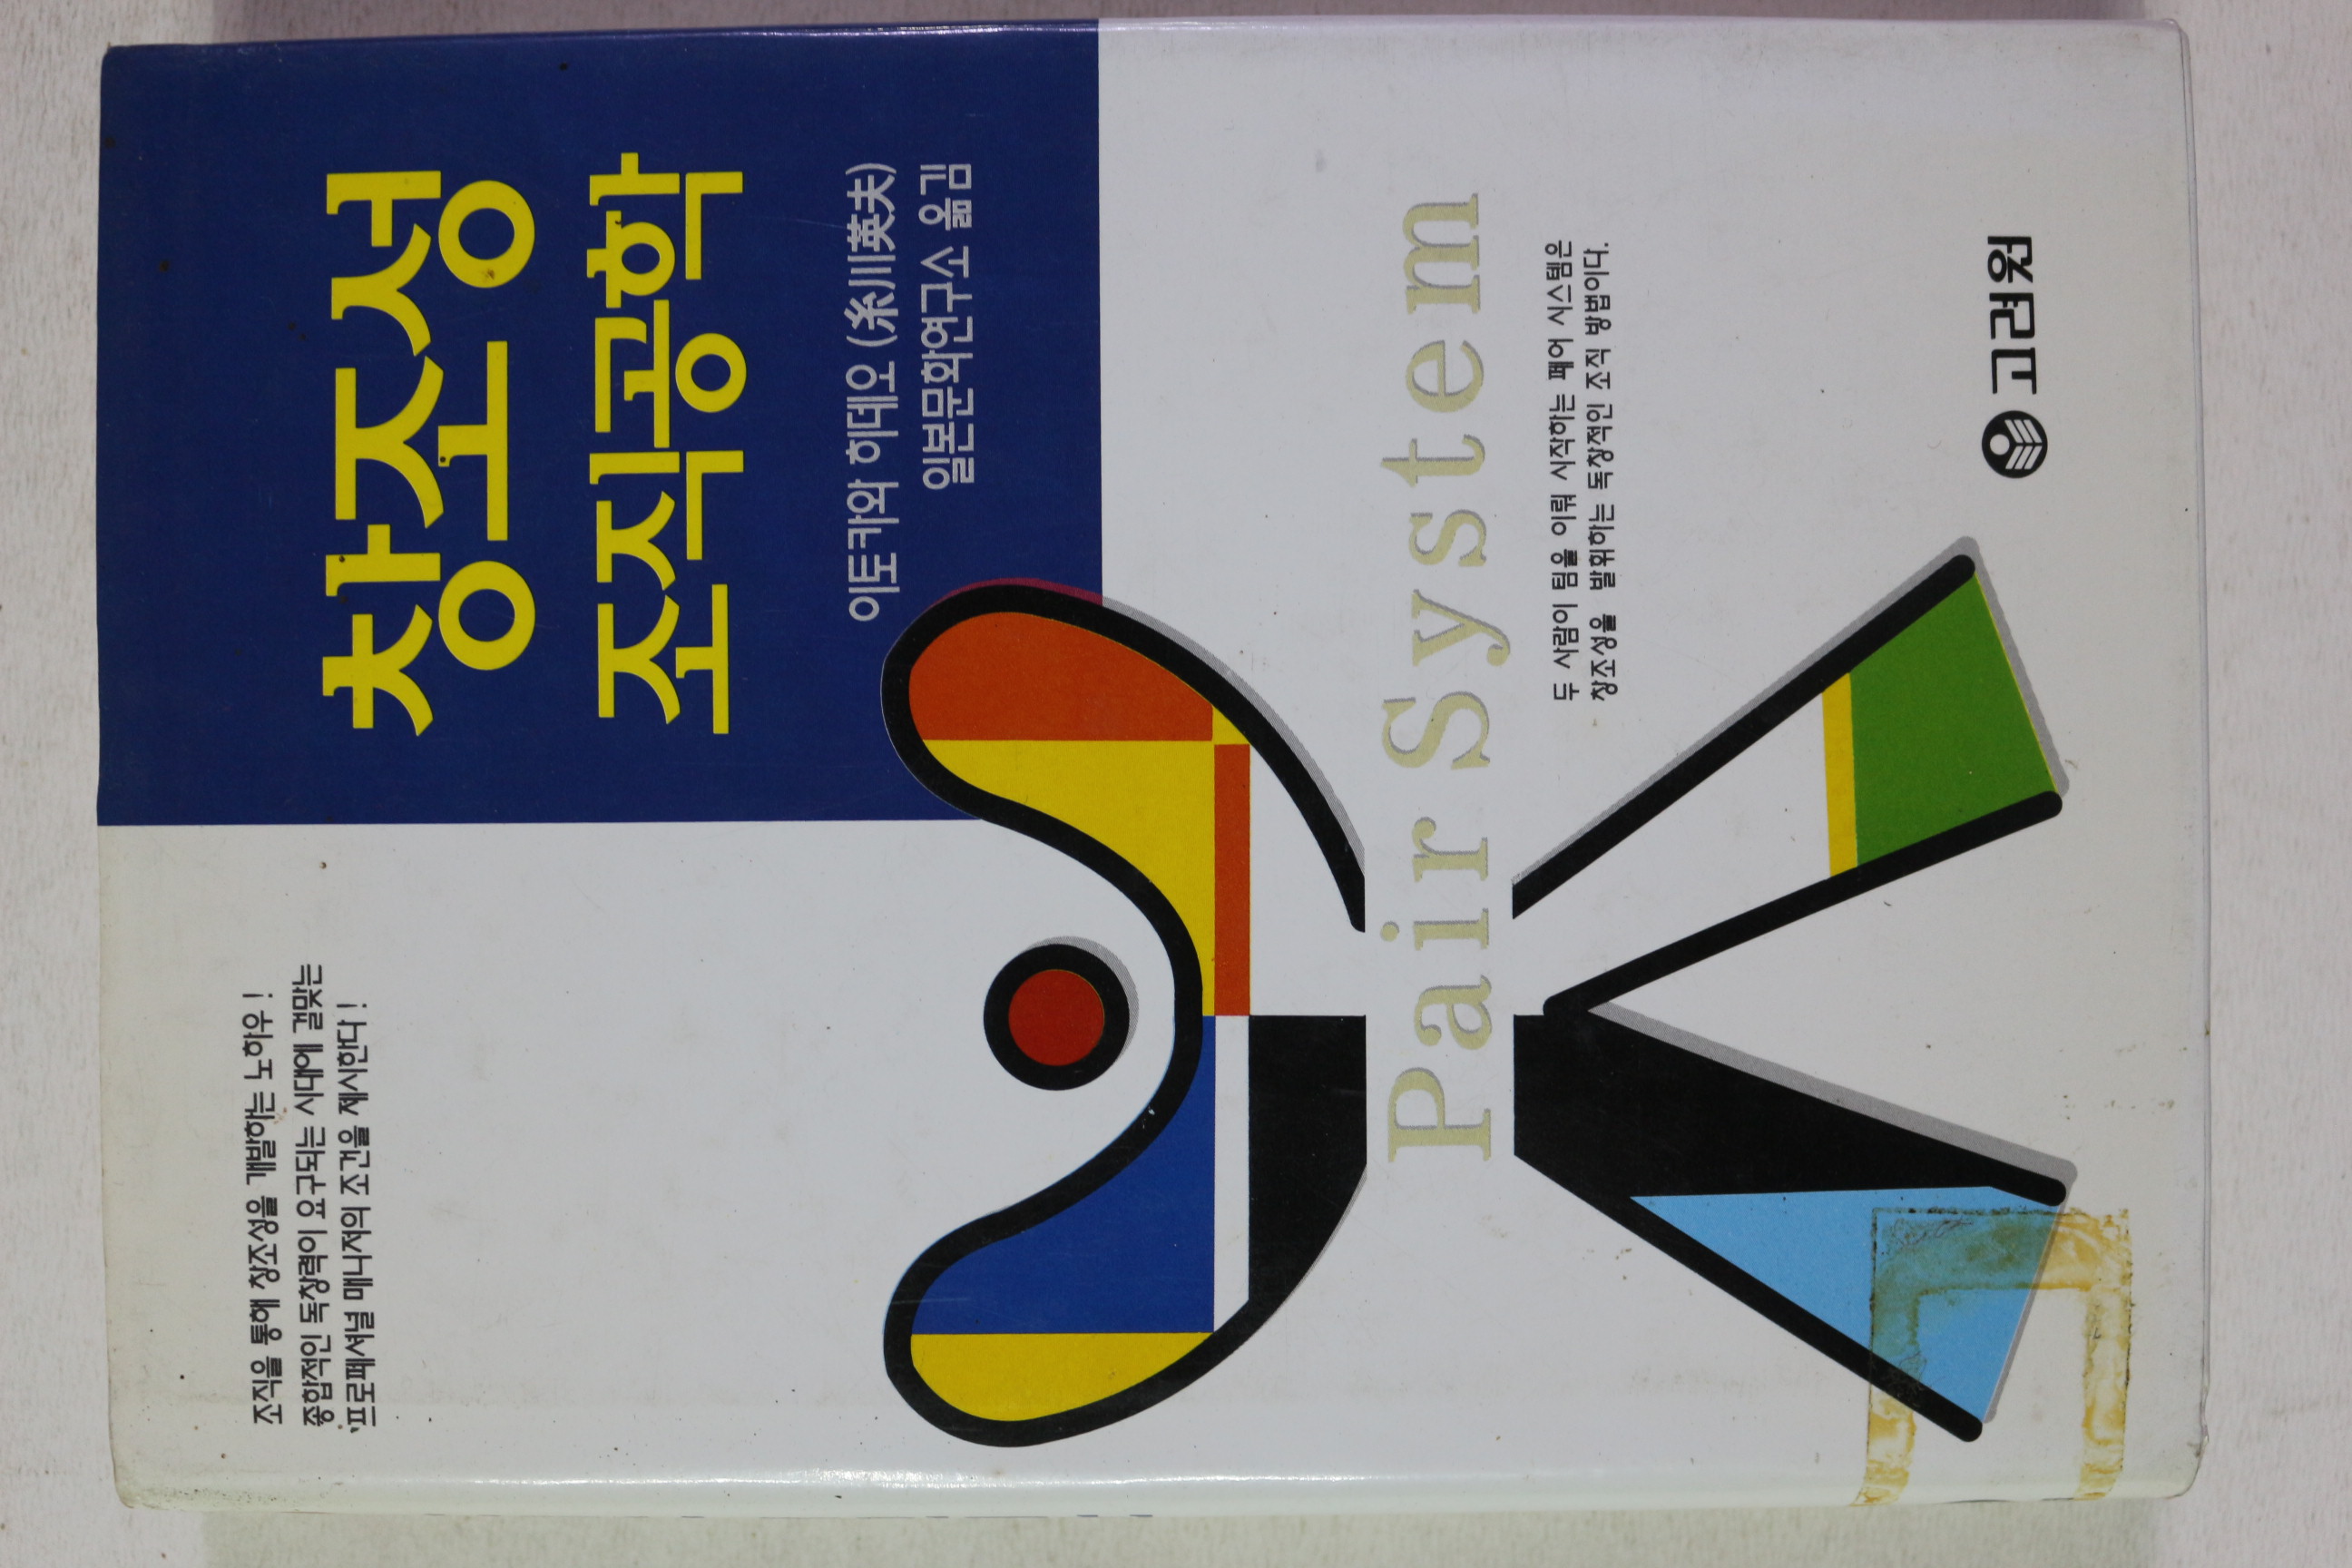 조직을 통해 창조성을 개발하는 노하우!
종합적인 독창력이 요구되는 시대에 걸맞는
'프로페셔널 매니저'의 조건을 제시한다!
창조성
조직공학
이토카와 히데오 (糸川英夫)
일본문화연구소 옮김
Pair System
두 사람이 팀을 이뤄 시작하는 페어 시스템은
창조성을 발휘하는 독창적인 조직 방법이다.
고려원